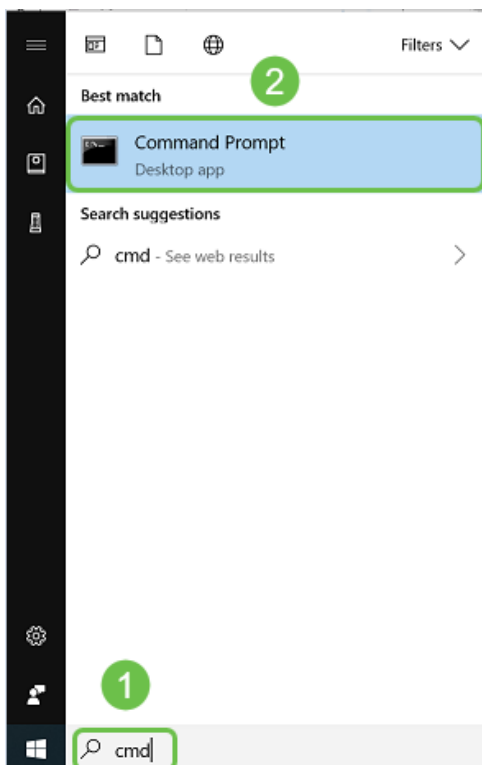 Filters
2
Best match
Command Prompt
Desktop app
Search suggestions
cmd - See web results
1
cmd